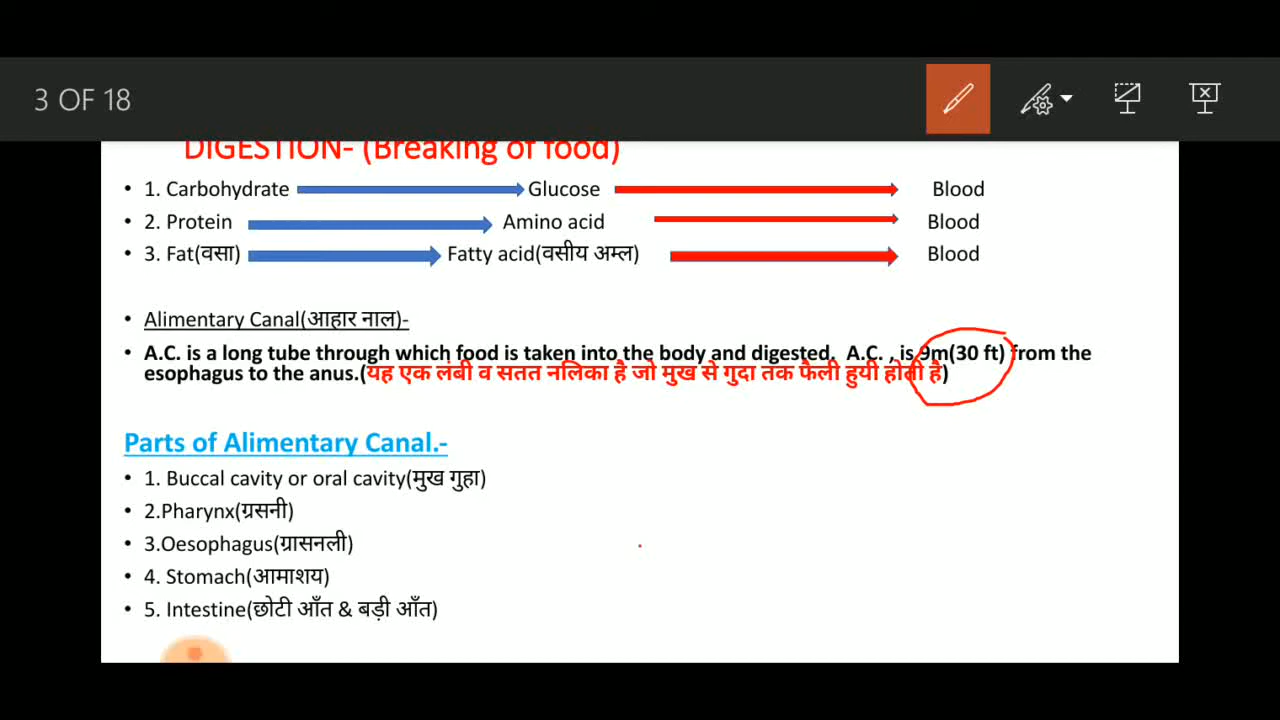 3 OF 18
DIGESTION- (Breaking of food)
• 1. Carbohydrate Glucose Blood
• 2. Protein Amino acid Blood
• 3. Fat(वसा) Fatty acid(वसीय अम्ल) Blood
• Alimentary Canal(आहार नाल)-
• A.C. is a long tube through which food is taken into the body and digested. A.C. , is 9m(30 ft) from the
esophagus to the anus.(यह एक लंबी व सतत नलिका है जो मुख से गुदा तक फैली हुयी होती है)
Parts of Alimentary Canal.-
• 1. Buccal cavity or oral cavity(मुख गुहा)
• 2.Pharynx(ग्रसनी)
• 3.Oesophagus(ग्रासनली)
• 4. Stomach(आमाशय)
• 5. Intestine(छोटी आँत & बड़ी आँत)